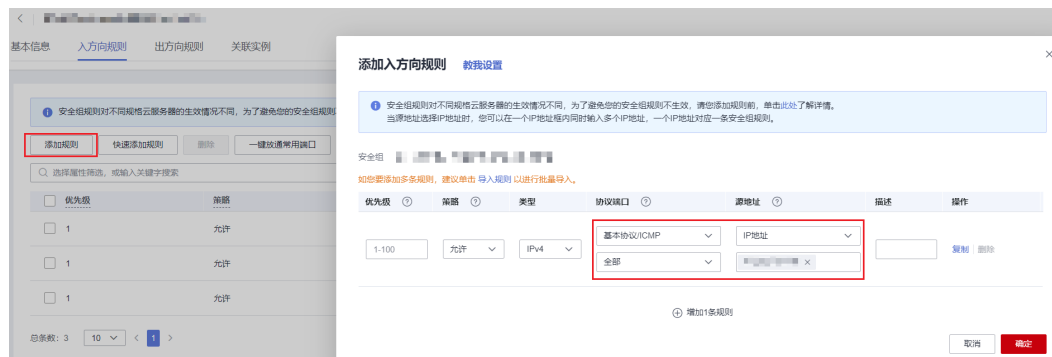 基本信息 入方向规则 出方向规则 关联实例
安全组规则对不同规格云服务器的生效情况不同，为了避免您的安全组规则
添加规则 快速添加规则 删除 一键放通常用端口
选择属性筛选，或输入关键字搜索
优先级 策略
1 允许
1 允许
1 允许
总条数：3 10 1
添加入方向规则 教我设置
安全组规则对不同规格云服务器的生效情况不同，为了避免您的安全组规则不生效，请您添加规则前，单击此处了解详情。
当源地址选择IP地址时，您可以在一个IP地址框内同时输入多个IP地址，一个IP地址对应一条安全组规则。
安全组
如您要添加多条规则，建议单击 导入规则 以进行批量导入。
优先级 策略 类型 协议端口 源地址 描述 操作
1-100 允许 IPv4 基本协议/ICMP IP地址 复制 删除
全部
增加1条规则
取消 确定